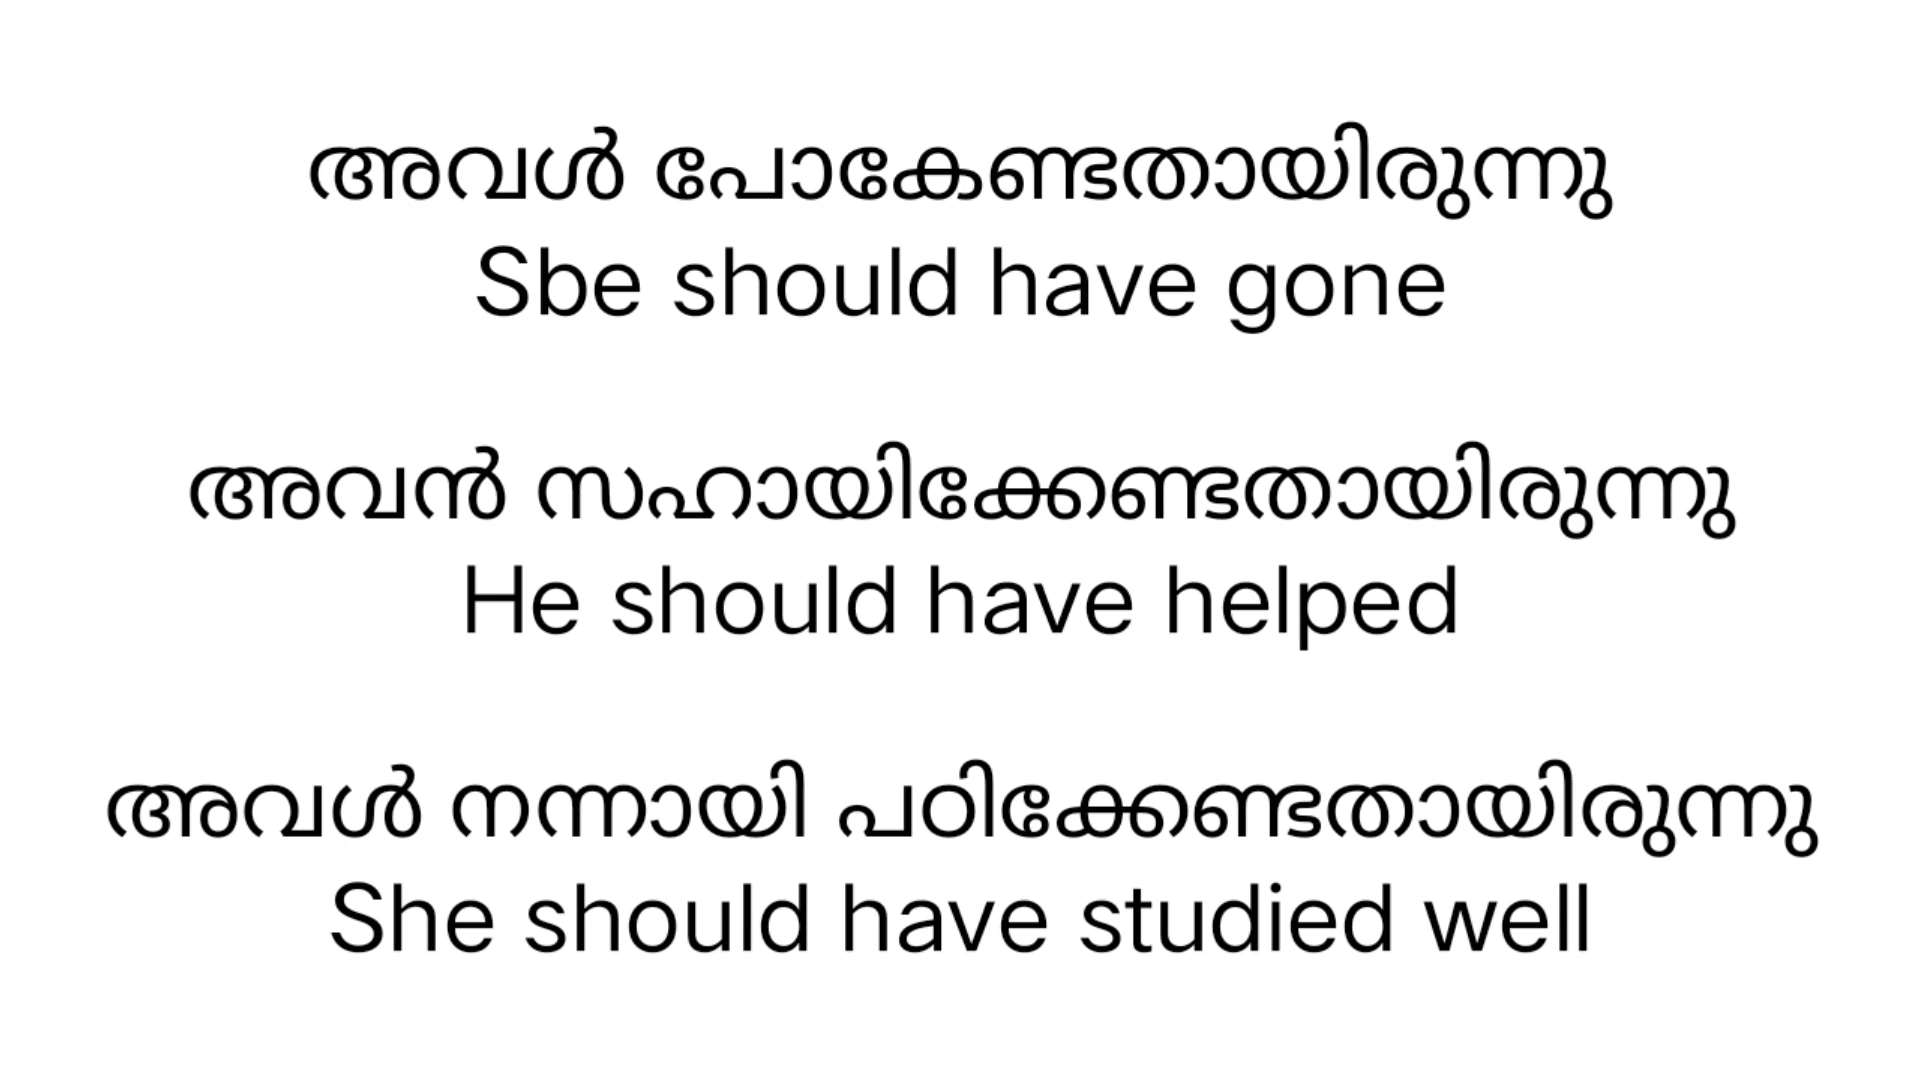 അവൾ പോകേണ്ടതായിരുന്നു
Sbe should have gone
അവൻ സഹായിക്കേണ്ടതായിരുന്നു
He should have helped
അവൾ നന്നായി പഠിക്കേണ്ടതായിരുന്നു
She should have studied well